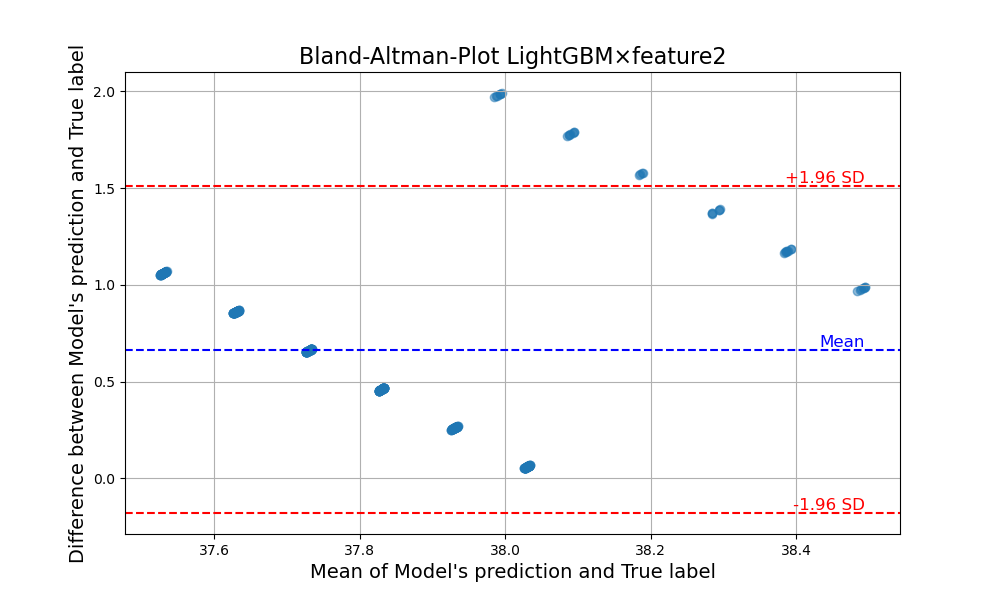 Bland-Altman-Plot LightGBM×feature2
Difference between Model's prediction and True label
2.0
1.5
1.0
0.5
0.0
+1.96 SD
Mean
-1.96 SD
37.6
37.8
38.0
38.2
38.4
Mean of Model's prediction and True label